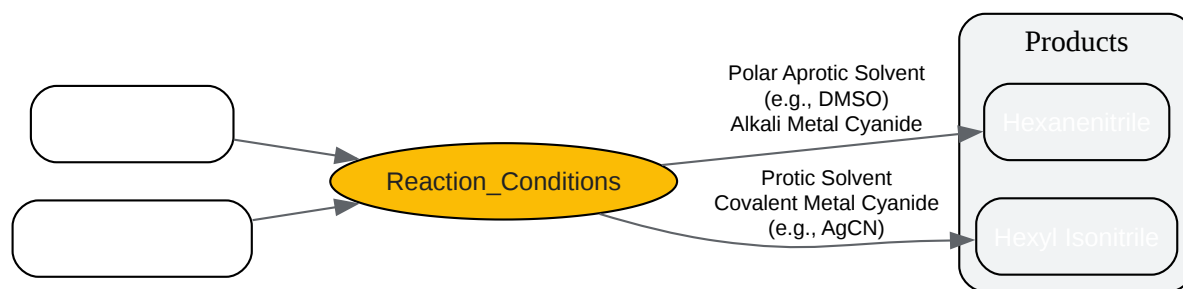 Products
Polar Aprotic Solvent
(e.g., DMSO)
Alkali Metal Cyanide
Hexanenitrile
Reaction_Conditions
Protic Solvent
Covalent Metal Cyanide
(e.g., AgCN)
Hexyl Isonitrile